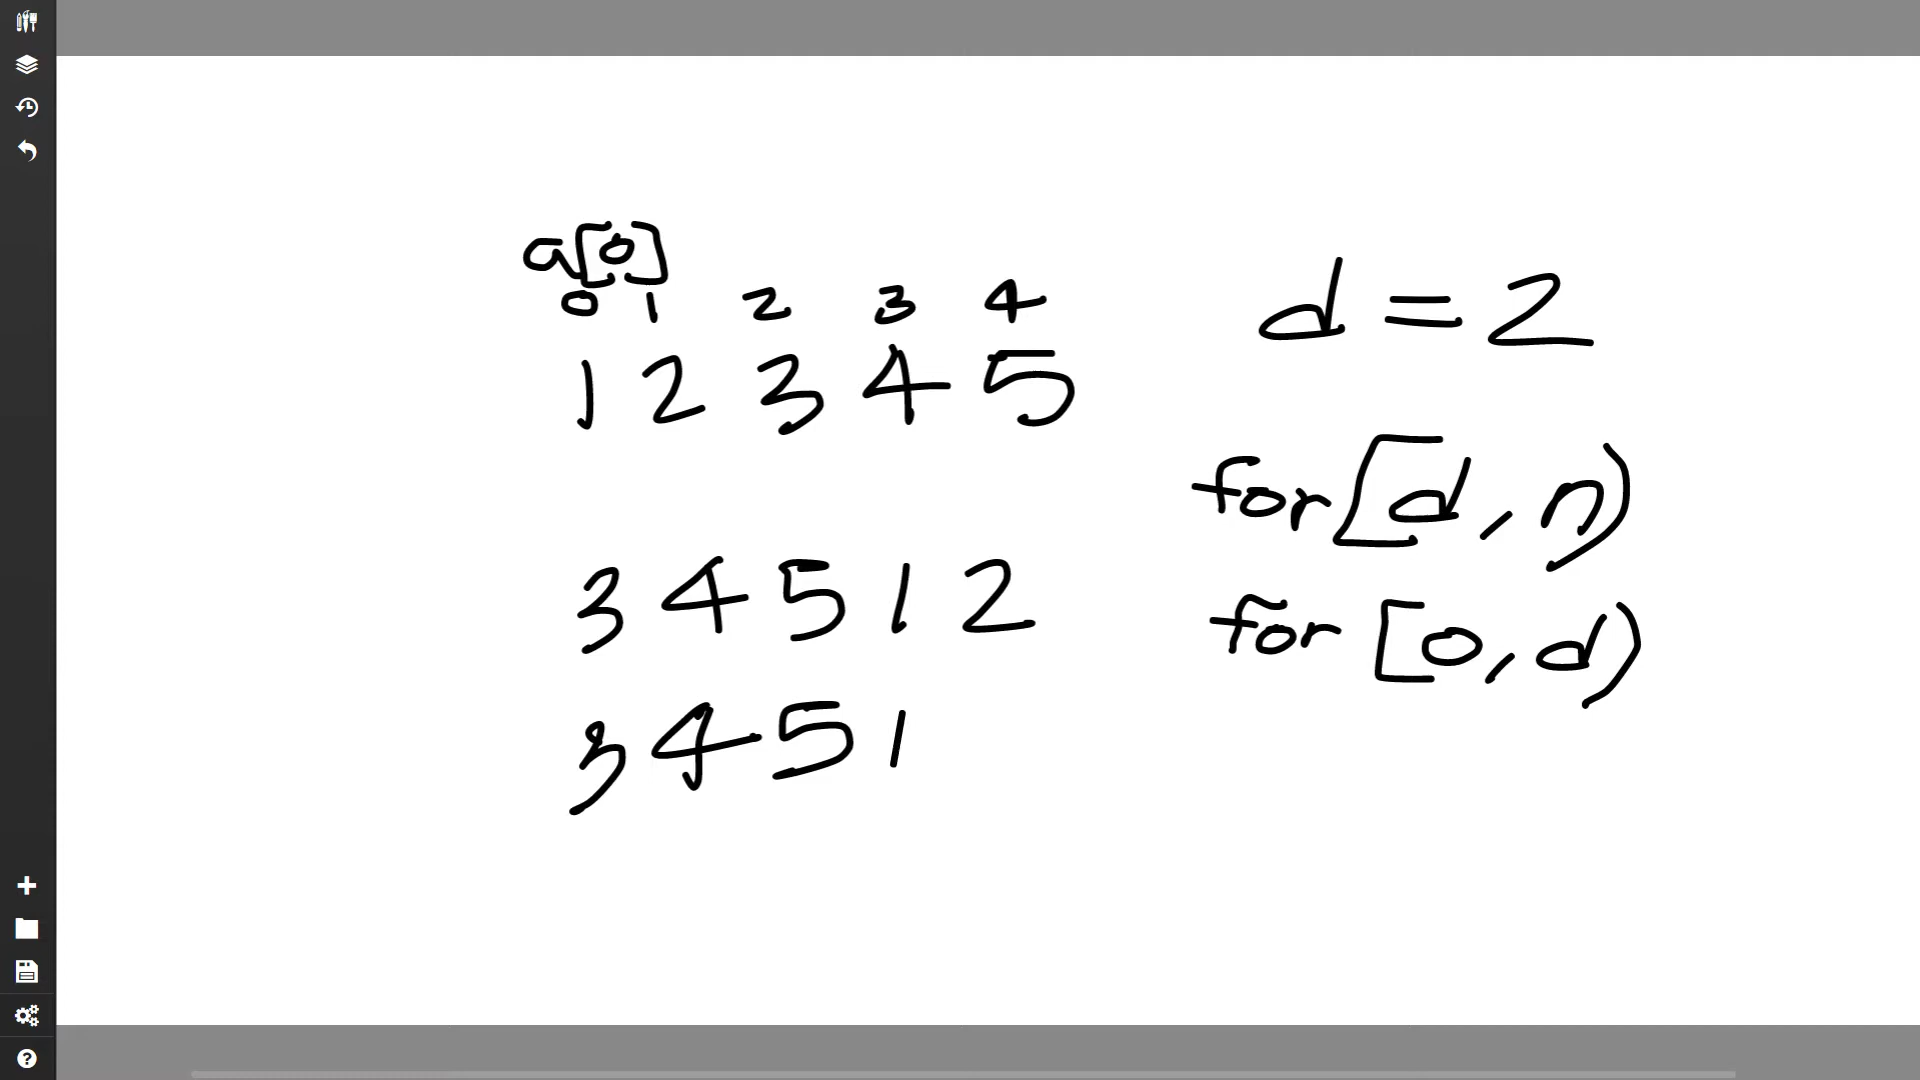 a[0]
0 1 2 3 4
1 2 3 4 5
d = 2
for[d, n)
3 4 5 1 2
for [0, d)
3 4 5 1